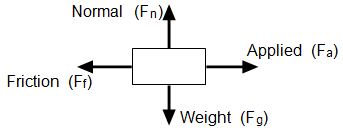 Normal (Fn)
Applied (Fa)
Friction (Ff)
Weight (Fg)